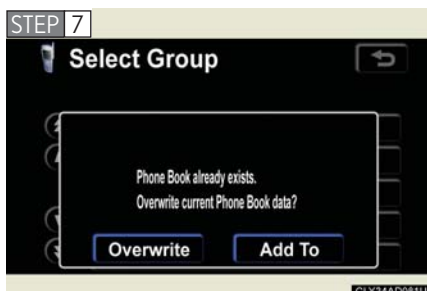 STEP 7
Select Group
Phone Book already exists.
Overwrite current Phone Book data?
Overwrite Add To